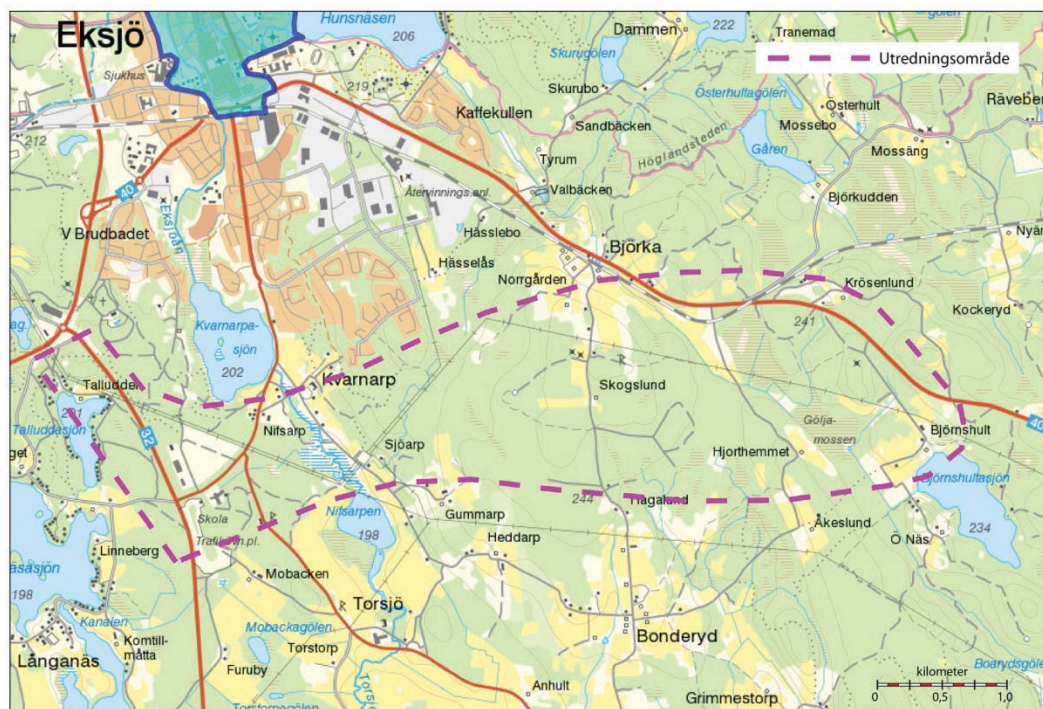 Eksjö
Hunsnäsen
206
Sjukhus
219
212
40
V Brudbadet
Eksjöån
Kvarnarpa-
sjön
202
Återvinnings.anl.
Kaffekullen
Dammen
222
Skurugölen
Skurubo
Sandbäcken
Tyrum
Valbäcken
Höglandsleden
Tranemad
Utredningsområde
Österhultagölen
Österhult
Mossebo
Mossäng
Gåren
Björkudden
Hässlebo
Hässelås
Björka
Norrgården
Krösenlund
241
Kockeryd
Talludden
201
Talluddasjön
32
Kvarnarp
Nifsarp
Sjöarp
Skogslund
Hjorthemmet
Gölja-
mossen
Björnshult
40
Björnshultasjön
234
Nifsarpen
198
Gummarp
244
Hagalund
Åkeslund
Ö Näs
Skola
Linneberg
Mobacken
Heddarp
198
Kanalen
Långanäs
Komtill-
måtta
Mobackagölen
Furuby
Torstorp
Torstorpagölen
Torsjö
Bonderyd
Anhult
Grimmestorp
Boarydsgöl
kilometer
0 0,5 1,0